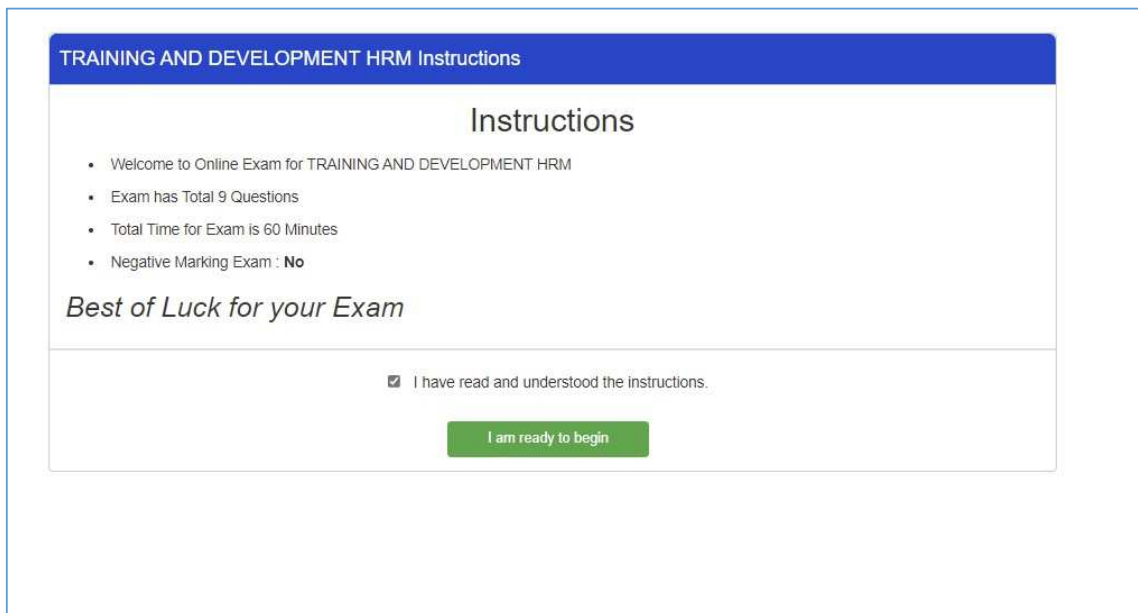 TRAINING AND DEVELOPMENT HRM Instructions
Instructions
• Welcome to Online Exam for TRAINING AND DEVELOPMENT HRM
• Exam has Total 9 Questions
• Total Time for Exam is 60 Minutes
• Negative Marking Exam : No
Best of Luck for your Exam
I have read and understood the instructions.
I am ready to begin